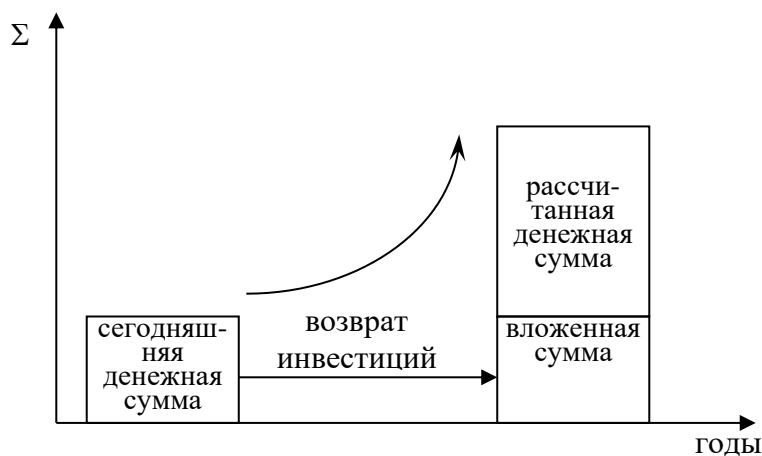 Σ
рассчи-
танная
денежная
сумма
сегодняш-
няя
денежная
сумма
возврат
инвестиций
вложенная
сумма
годы